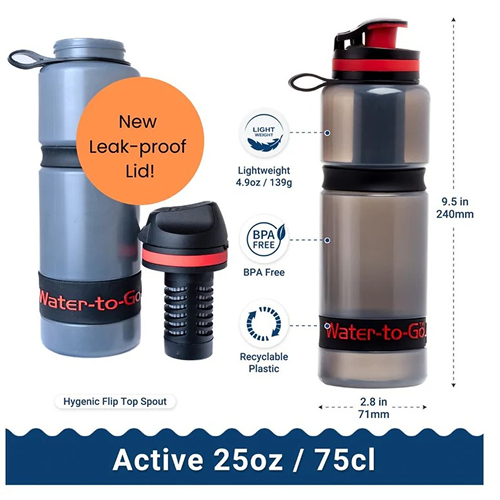 New
Leak-proof
Lid!
LIGHT
WEIGHT
Lightweight
4.9oz / 139g
BPA
FREE
BPA Free
Recyclable
Plastic
9.5 in
240mm
Water-to-Go
Water-to-Go
Hygenic Flip Top Spout
2.8 in
71mm
Active 25oz / 75cl